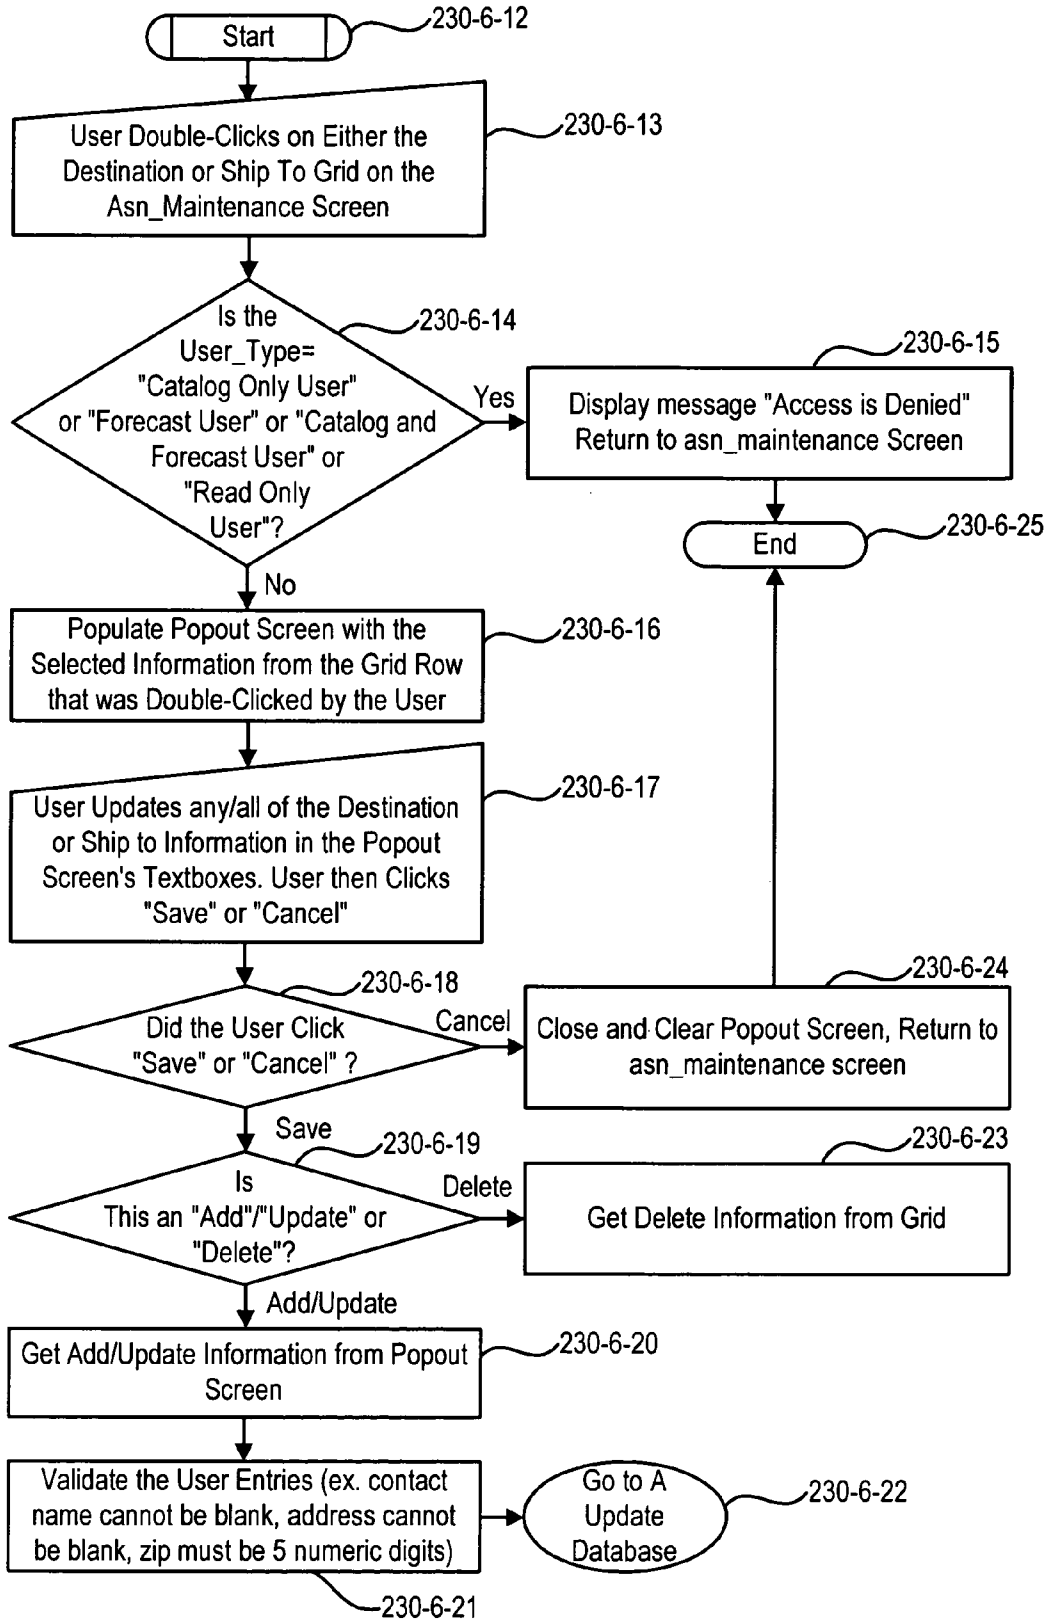 Start
230-6-12
User Double-Clicks on Either the
Destination or Ship To Grid on the
Asn_Maintenance Screen
230-6-13
Is the
User_Type=
"Catalog Only User"
or "Forecast User" or "Catalog and
Forecast User" or
"Read Only
User"?
230-6-14
Yes
230-6-15
Display message "Access is Denied"
Return to asn_maintenance Screen
End
230-6-25
No
Populate Popout Screen with the
Selected Information from the Grid Row
that was Double-Clicked by the User
230-6-16
User Updates any/all of the Destination
or Ship to Information in the Popout
Screen's Textboxes. User then Clicks
"Save" or "Cancel"
230-6-17
230-6-18
Did the User Click
"Save" or "Cancel" ?
Cancel
230-6-24
Close and Clear Popout Screen, Return to
asn_maintenance screen
Save
230-6-19
Is
This an "Add"/"Update" or
"Delete"?
Delete
230-6-23
Get Delete Information from Grid
Add/Update
Get Add/Update Information from Popout
Screen
230-6-20
Validate the User Entries (ex. contact
name cannot be blank, address cannot
be blank, zip must be 5 numeric digits)
230-6-21
Go to A
Update
Database
230-6-22